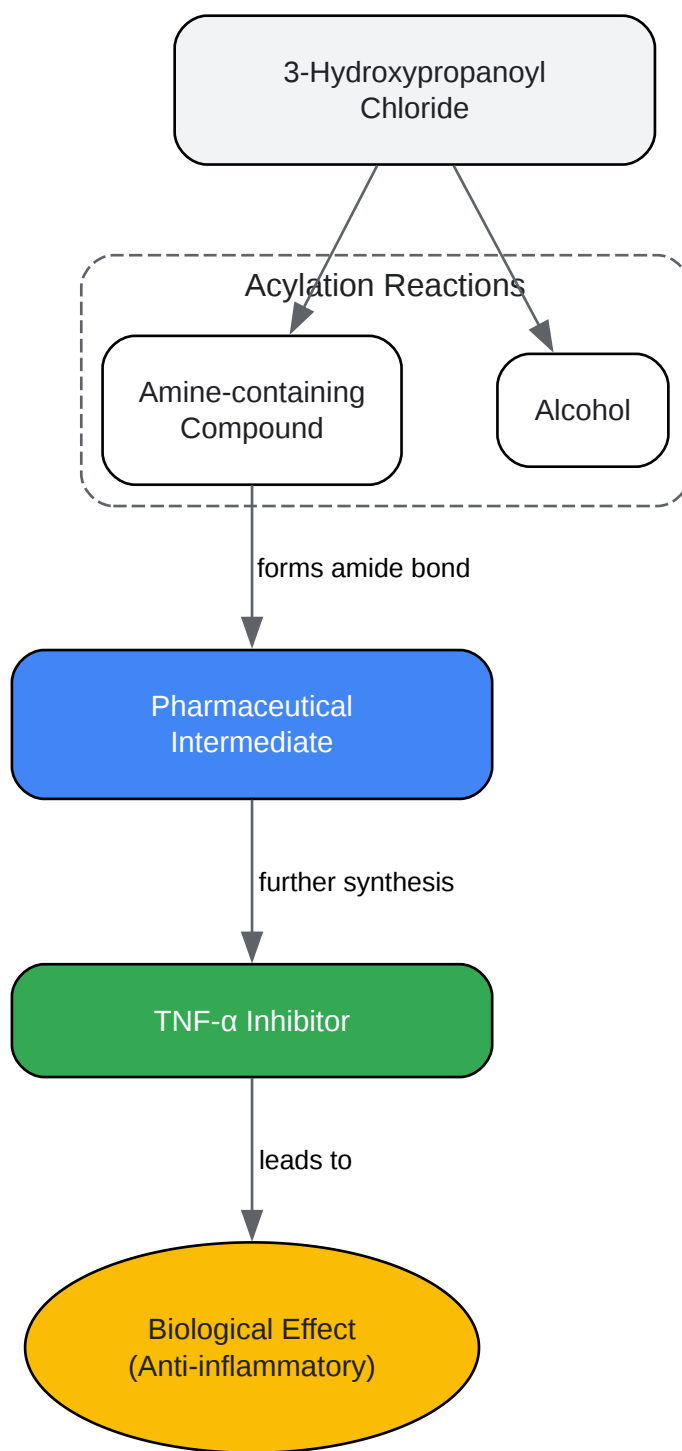 3-Hydroxypropanoyl
Chloride
Acylation Reactions
Amine-containing
Compound
Alcohol
forms amide bond
Pharmaceutical
Intermediate
further synthesis
TNF-α Inhibitor
leads to
Biological Effect
(Anti-inflammatory)